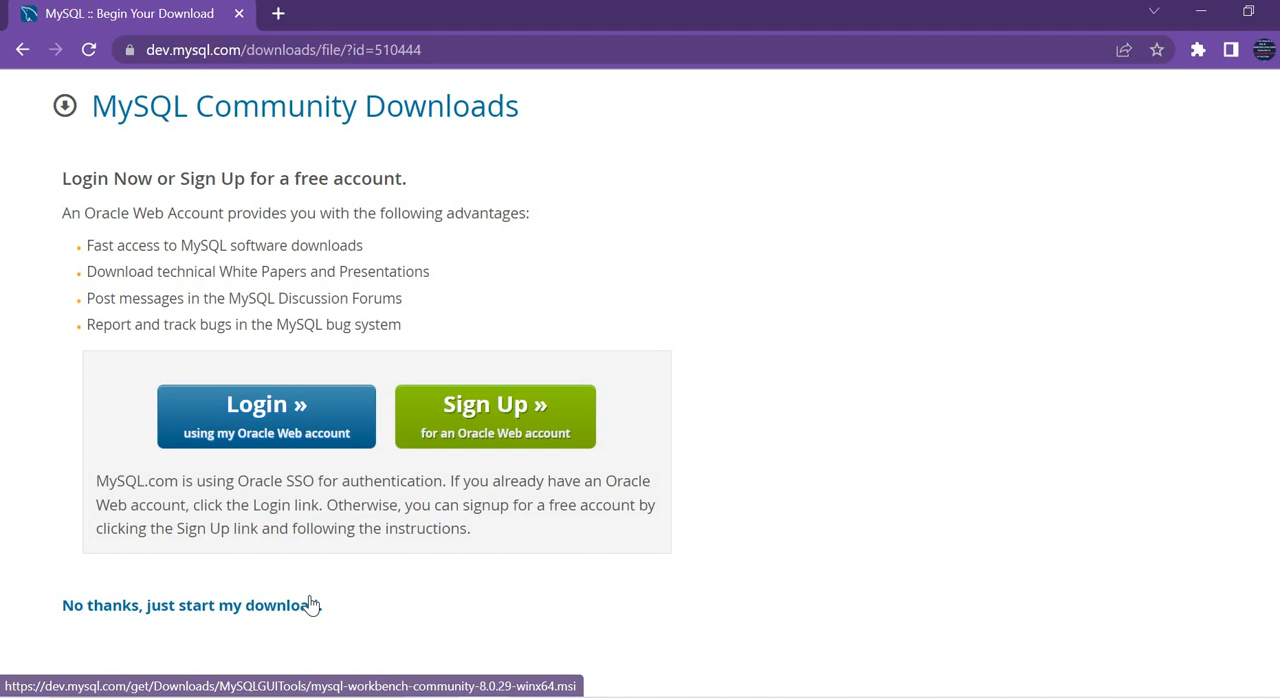 MySQL :: Begin Your Download
dev.mysql.com/downloads/file/?id=510444
MySQL Community Downloads
Login Now or Sign Up for a free account.
An Oracle Web Account provides you with the following advantages:
Fast access to MySQL software downloads
Download technical White Papers and Presentations
Post messages in the MySQL Discussion Forums
Report and track bugs in the MySQL bug system
Login »
using my Oracle Web account
Sign Up »
for an Oracle Web account
MySQL.com is using Oracle SSO for authentication. If you already have an Oracle
Web account, click the Login link. Otherwise, you can signup for a free account by
clicking the Sign Up link and following the instructions.
No thanks, just start my download.
https://dev.mysql.com/get/Downloads/MySQLGUITools/mysql-workbench-community-8.0.29-winx64.msi